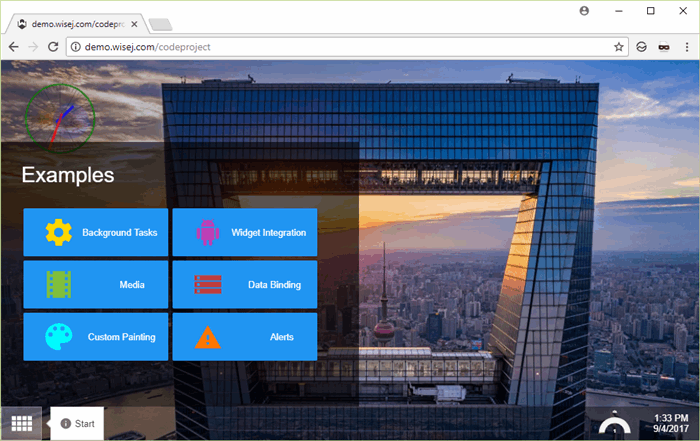 demo.wisej.com/codeproject
demo.wisej.com/codeproject
Examples
Background Tasks
Widget Integration
Media
Data Binding
Custom Painting
Alerts
Start
1:33 PM
9/4/2017